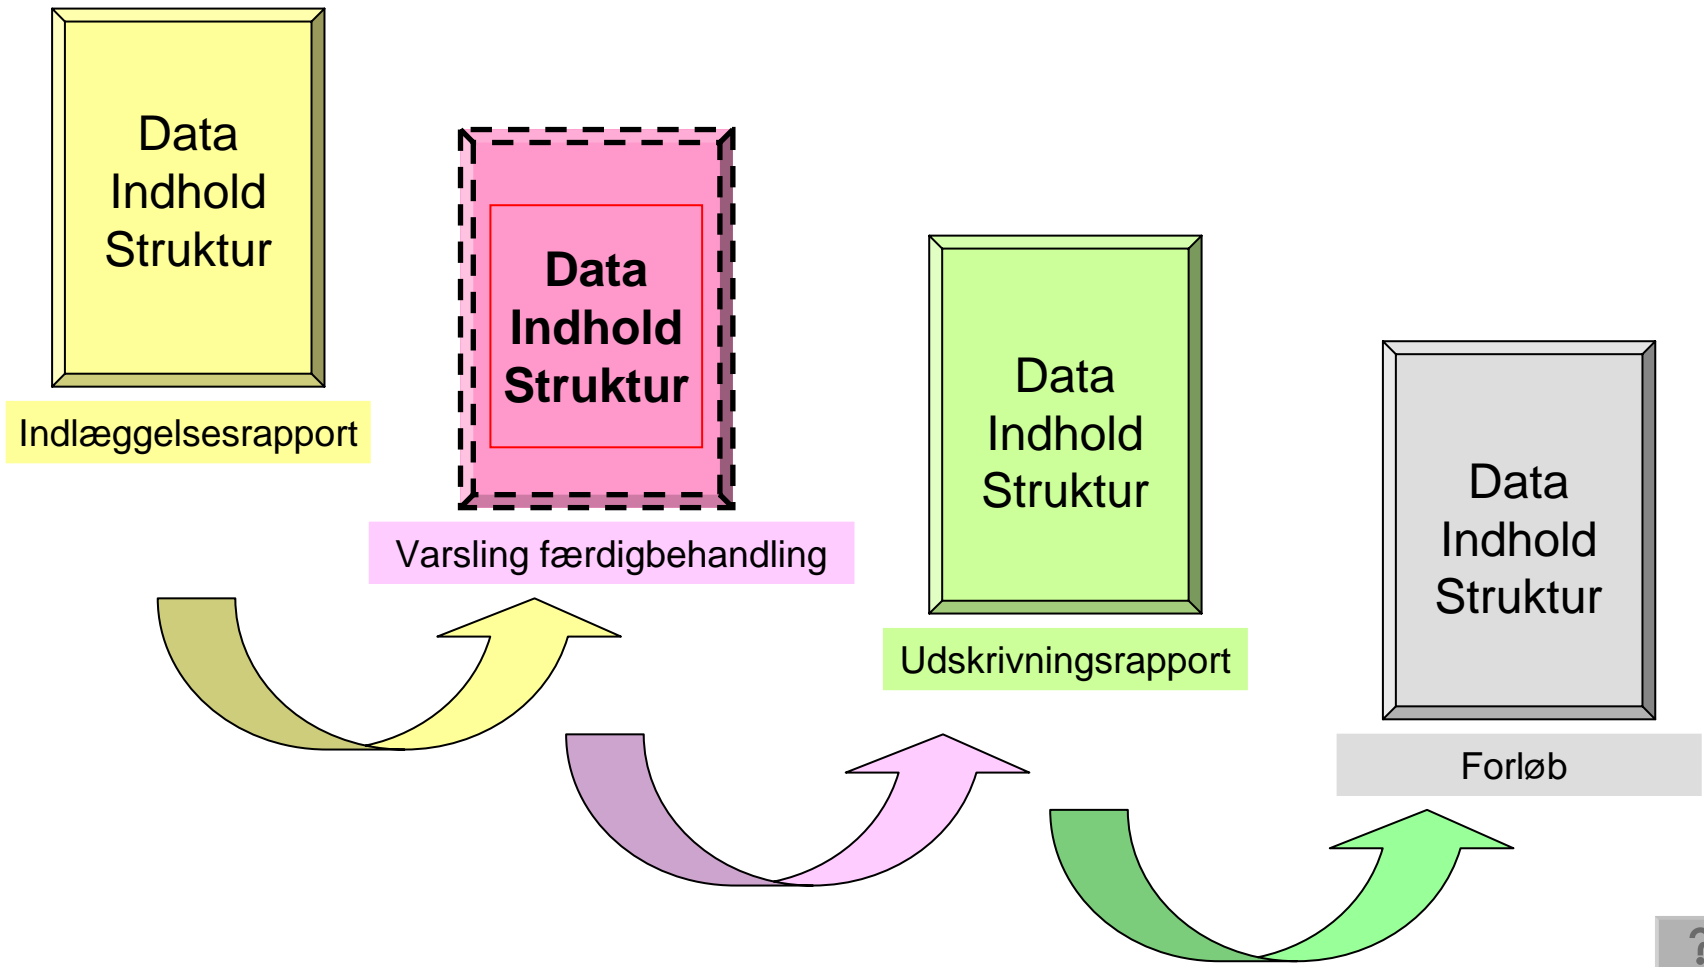 Data
Indhold
Struktur
Indlæggelsesrapport
Data
Indhold
Struktur
Varsling færdigbehandling
Data
Indhold
Struktur
Udskrivningsrapport
Data
Indhold
Struktur
Forløb
?